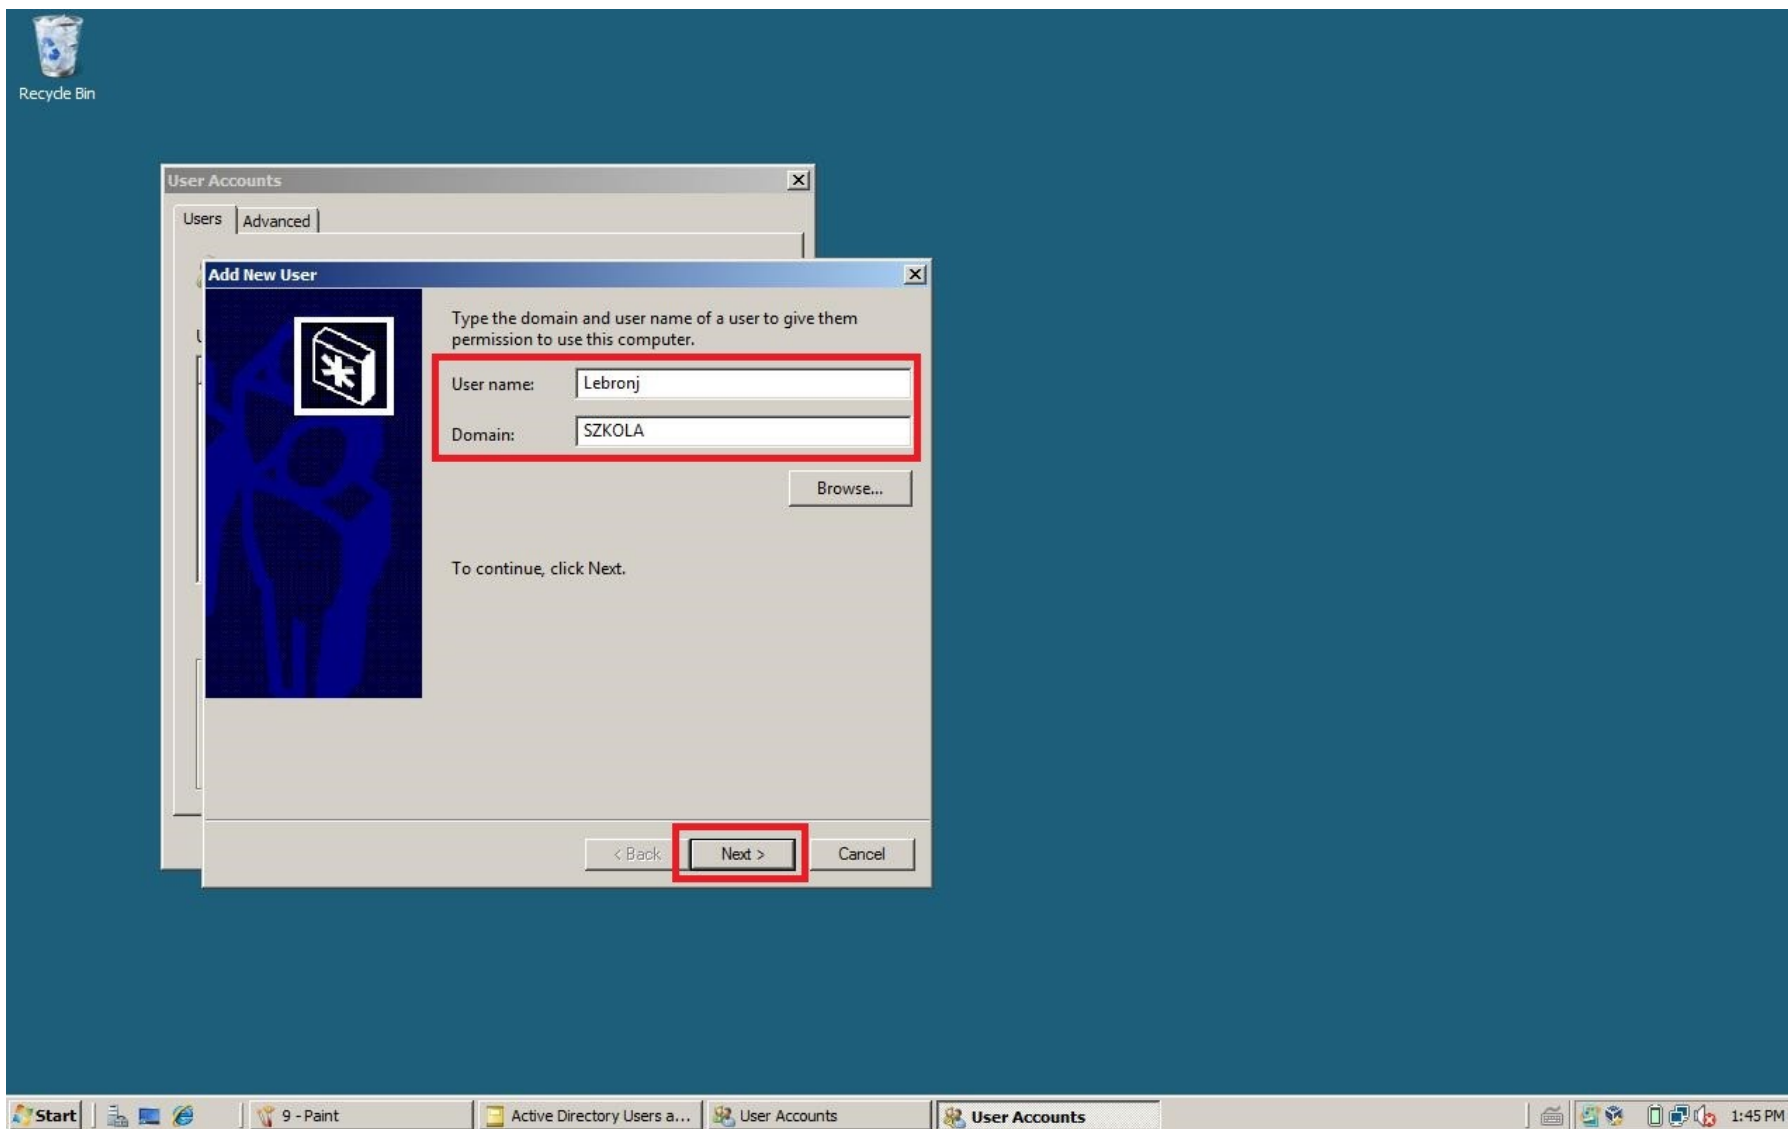 Recycle Bin
User Accounts
Users
Advanced
Add New User
Type the domain and user name of a user to give them
permission to use this computer.
User name:
Lebronj
Domain:
SZKOLA
Browse...
To continue, click Next.
< Back
Next >
Cancel
Start
9 - Paint
Active Directory Users a...
User Accounts
User Accounts
1:45 PM